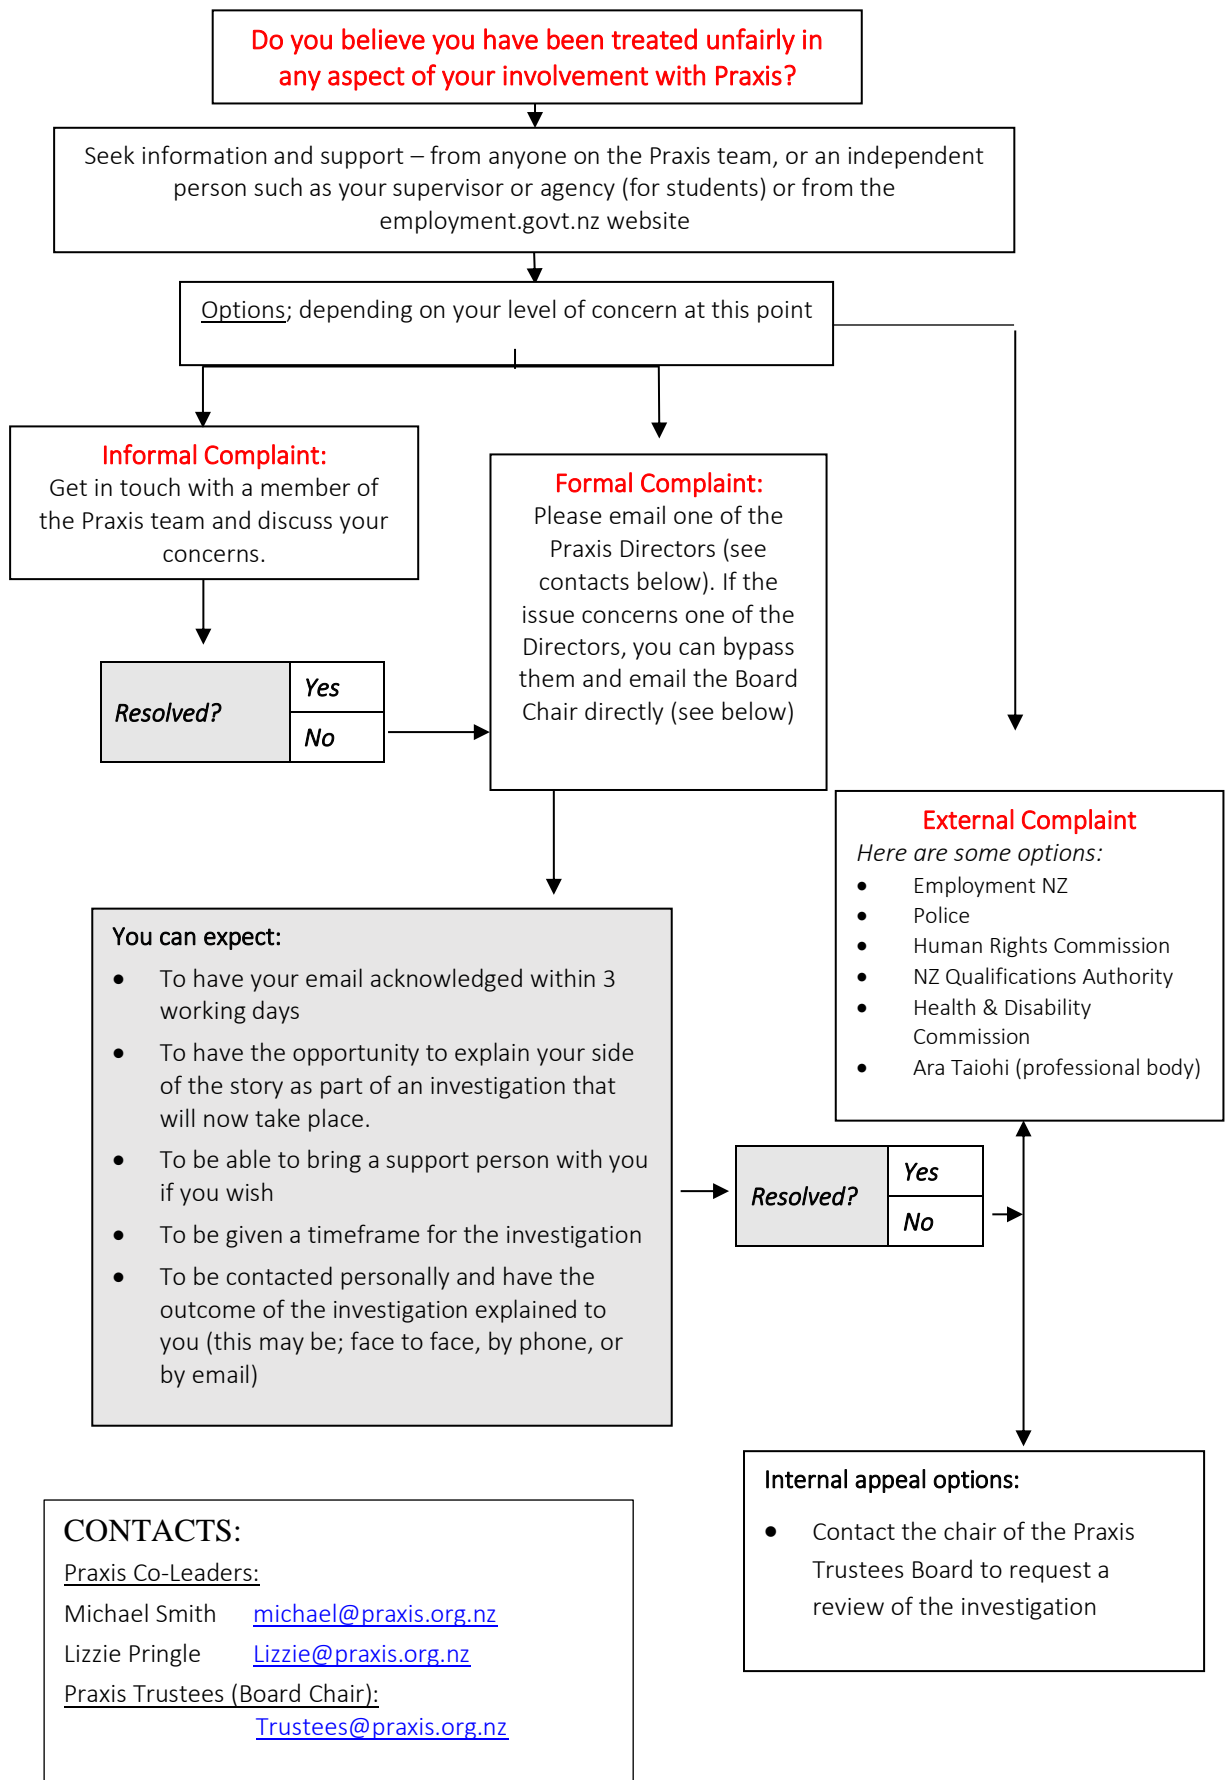 Do you believe you have been treated unfairly in
any aspect of your involvement with Praxis?
Seek information and support – from anyone on the Praxis team, or an independent
person such as your supervisor or agency (for students) or from the
employment.govt.nz website
Options; depending on your level of concern at this point
Informal Complaint:
Get in touch with a member of
the Praxis team and discuss your
concerns.
Formal Complaint:
Please email one of the
Praxis Directors (see
contacts below). If the
issue concerns one of the
Directors, you can bypass
them and email the Board
Chair directly (see below)
Resolved?
Yes
No
External Complaint
Here are some options:
• Employment NZ
• Police
• Human Rights Commission
• NZ Qualifications Authority
• Health & Disability
Commission
• Ara Taiohi (professional body)
You can expect:
• To have your email acknowledged within 3
working days
• To have the opportunity to explain your side
of the story as part of an investigation that
will now take place.
• To be able to bring a support person with you
if you wish
• To be given a timeframe for the investigation
• To be contacted personally and have the
outcome of the investigation explained to
you (this may be; face to face, by phone, or
by email)
Resolved?
Yes
No
Internal appeal options:
• Contact the chair of the Praxis
Trustees Board to request a
review of the investigation
CONTACTS:
Praxis Co-Leaders:
Michael Smith michael@praxis.org.nz
Lizzie Pringle Lizzie@praxis.org.nz
Praxis Trustees (Board Chair):
Trustees@praxis.org.nz